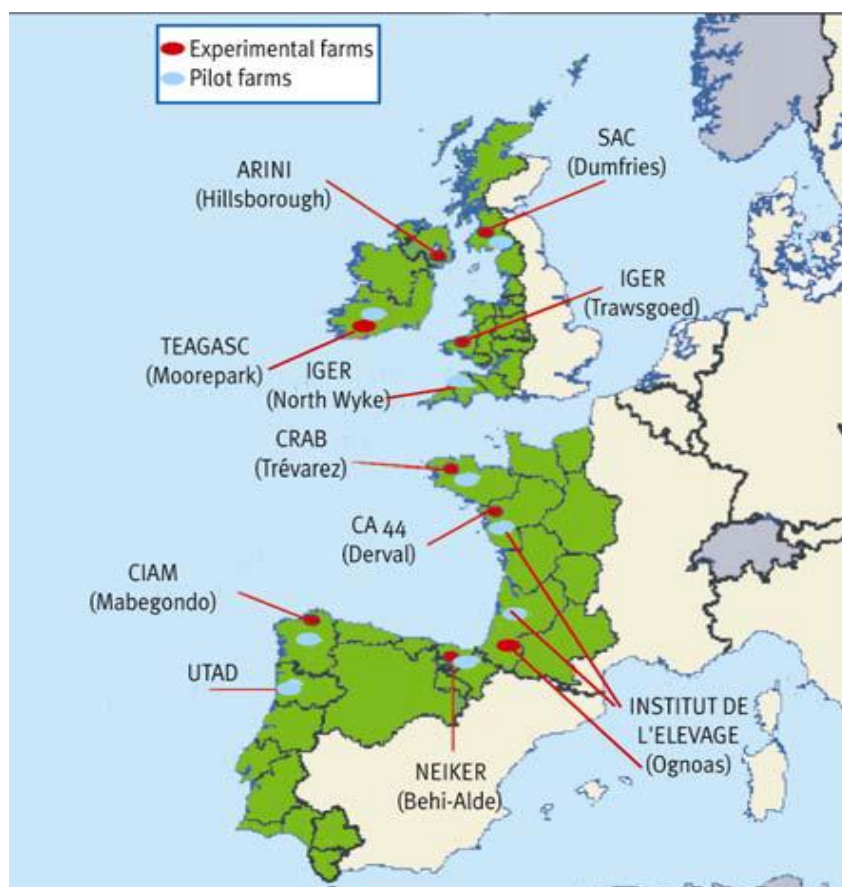 Experimental farms
Pilot farms
SAC
(Dumfries)
ARINI
(Hillsborough)
IGER
(Trawsgoed)
TEAGASC
(Moorepark)
IGER
(North Wyke)
CRAB
(Trévarez)
CA 44
(Derval)
CIAM
(Mabegondo)
UTAD
INSTITUT DE
L'ELEVAGE
(Ognoas)
NEIKER
(Behi-Alde)